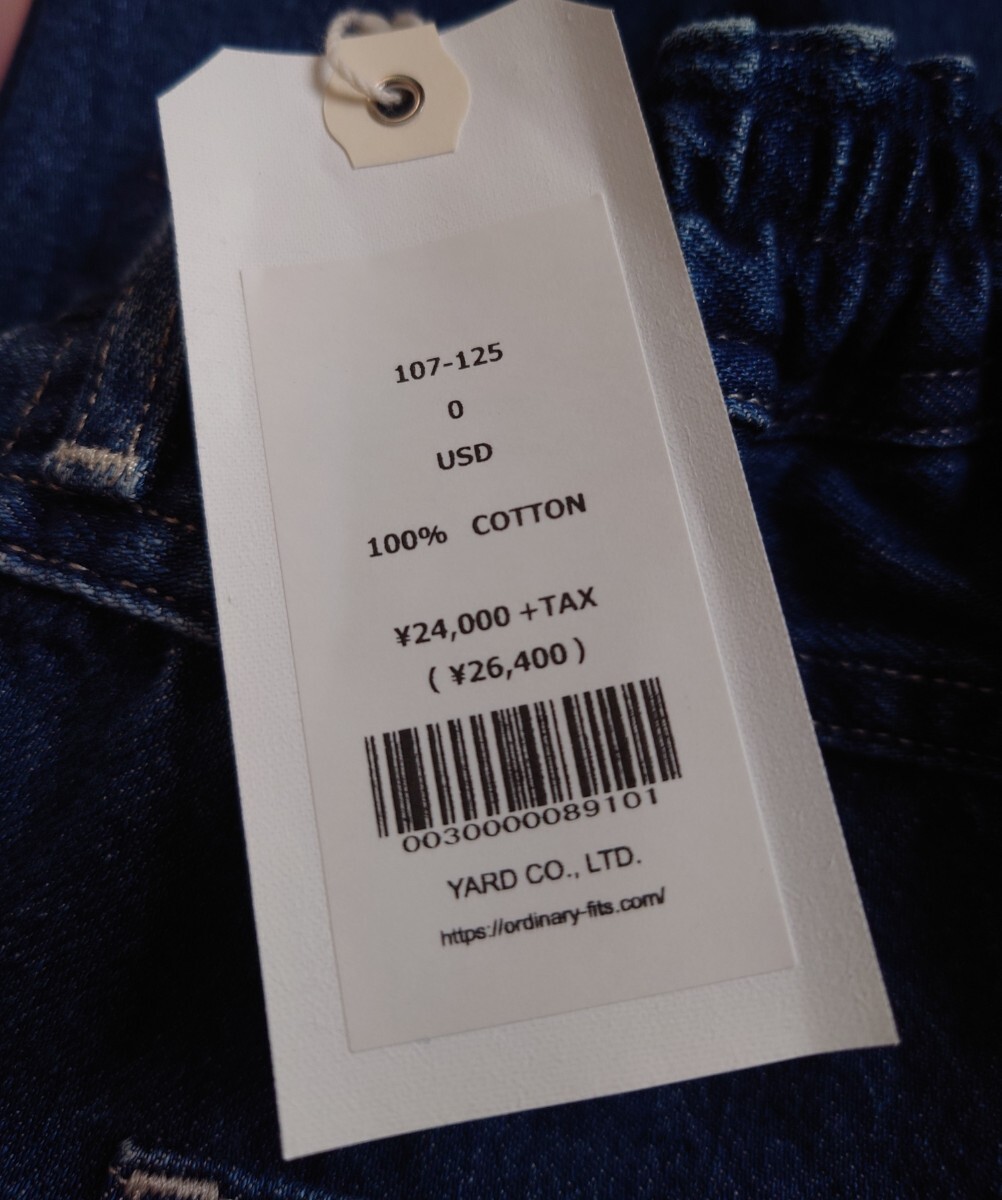 107-125
0
USD
100% COTTON
¥24,000 +TAX
( ¥26,400 )
0030000089101
YARD CO., LTD.
https://ordinary-fits.com/